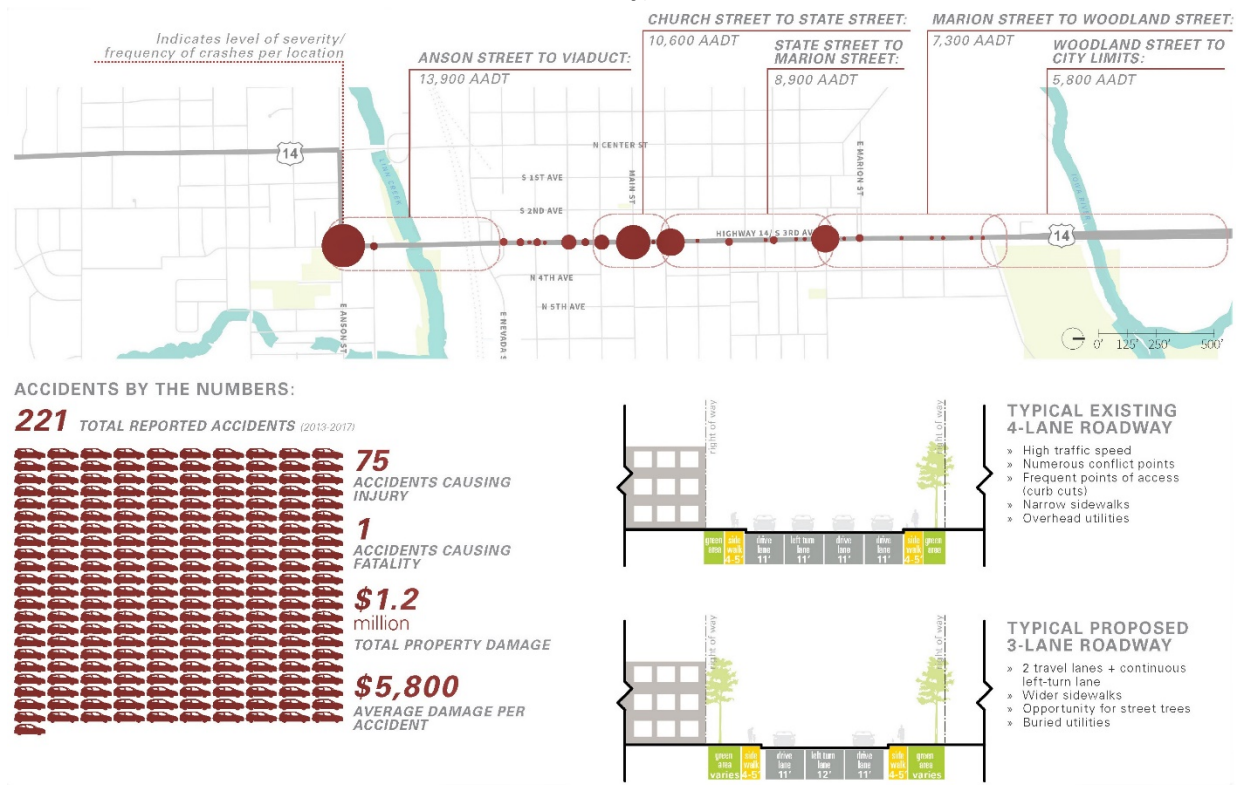 Indicates level of severity/
frequency of crashes per location
ANSON STREET TO VIADUCT:
13,900 AADT
CHURCH STREET TO STATE STREET:
10,600 AADT
STATE STREET TO
MARION STREET:
8,900 AADT
MARION STREET TO WOODLAND STREET:
7,300 AADT
WOODLAND STREET TO
CITY LIMITS:
5,800 AADT
14
LINN CREEK
N CENTER ST
S 1ST AVE
S 2ND AVE
MAIN ST
E MARION ST
IOWA RIVER
HIGHWAY 14/ S 3RD AVE
14
N 4TH AVE
N 5TH AVE
E ANSON ST
E NEVADA S
0' 125' 250' 500'
ACCIDENTS BY THE NUMBERS:
221 TOTAL REPORTED ACCIDENTS (2013-2017)
75
ACCIDENTS CAUSING
INJURY
1
ACCIDENTS CAUSING
FATALITY
$1.2
million
TOTAL PROPERTY DAMAGE
$5,800
AVERAGE DAMAGE PER
ACCIDENT
right of way
right of way
green area
side walk 4-5'
drive lane 11'
left turn lane 11'
drive lane 11'
drive lane 11'
side walk 4-5'
green area
TYPICAL EXISTING
4-LANE ROADWAY
» High traffic speed
» Numerous conflict points
» Frequent points of access
(curb cuts)
» Narrow sidewalks
» Overhead utilities
right of way
right of way
green area varies
side walk 4-5'
drive lane 11'
left turn lane 12'
drive lane 11'
side walk 4-5'
green area varies
TYPICAL PROPOSED
3-LANE ROADWAY
» 2 travel lanes + continuous
left-turn lane
» Wider sidewalks
» Opportunity for street trees
» Buried utilities